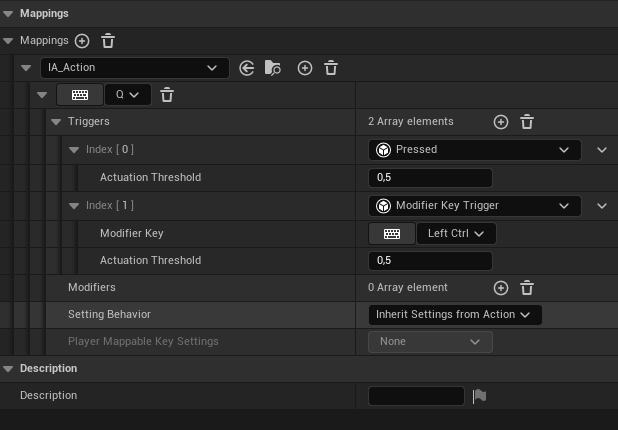 Mappings
Mappings
IA_Action
Q
Triggers 2 Array elements
Index [ 0 ] Pressed
Actuation Threshold 0,5
Index [ 1 ] Modifier Key Trigger
Modifier Key Left Ctrl
Actuation Threshold 0,5
Modifiers 0 Array element
Setting Behavior Inherit Settings from Action
Player Mappable Key Settings None
Description
Description